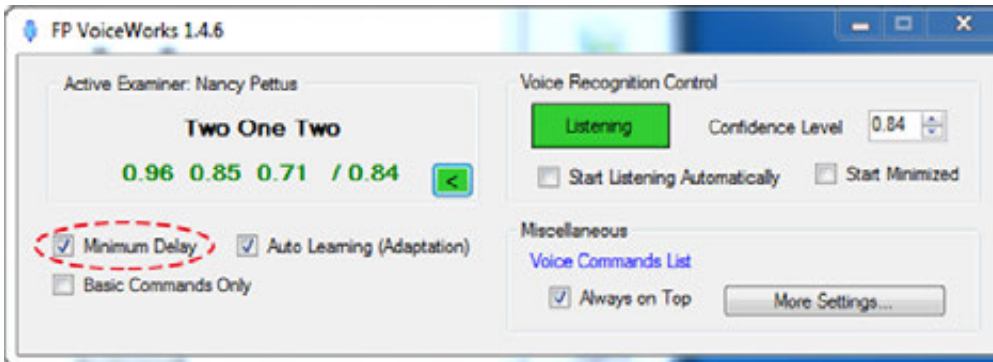 FP VoiceWorks 1.4.6
Active Examiner: Nancy Pettus
Two One Two
0.96 0.85 0.71 / 0.84 <
Minimum Delay Auto Learning (Adaptation)
Basic Commands Only
Voice Recognition Control
Listening Confidence Level 0.84
Start Listening Automatically Start Minimized
Miscellaneous
Voice Commands List
Always on Top More Settings...